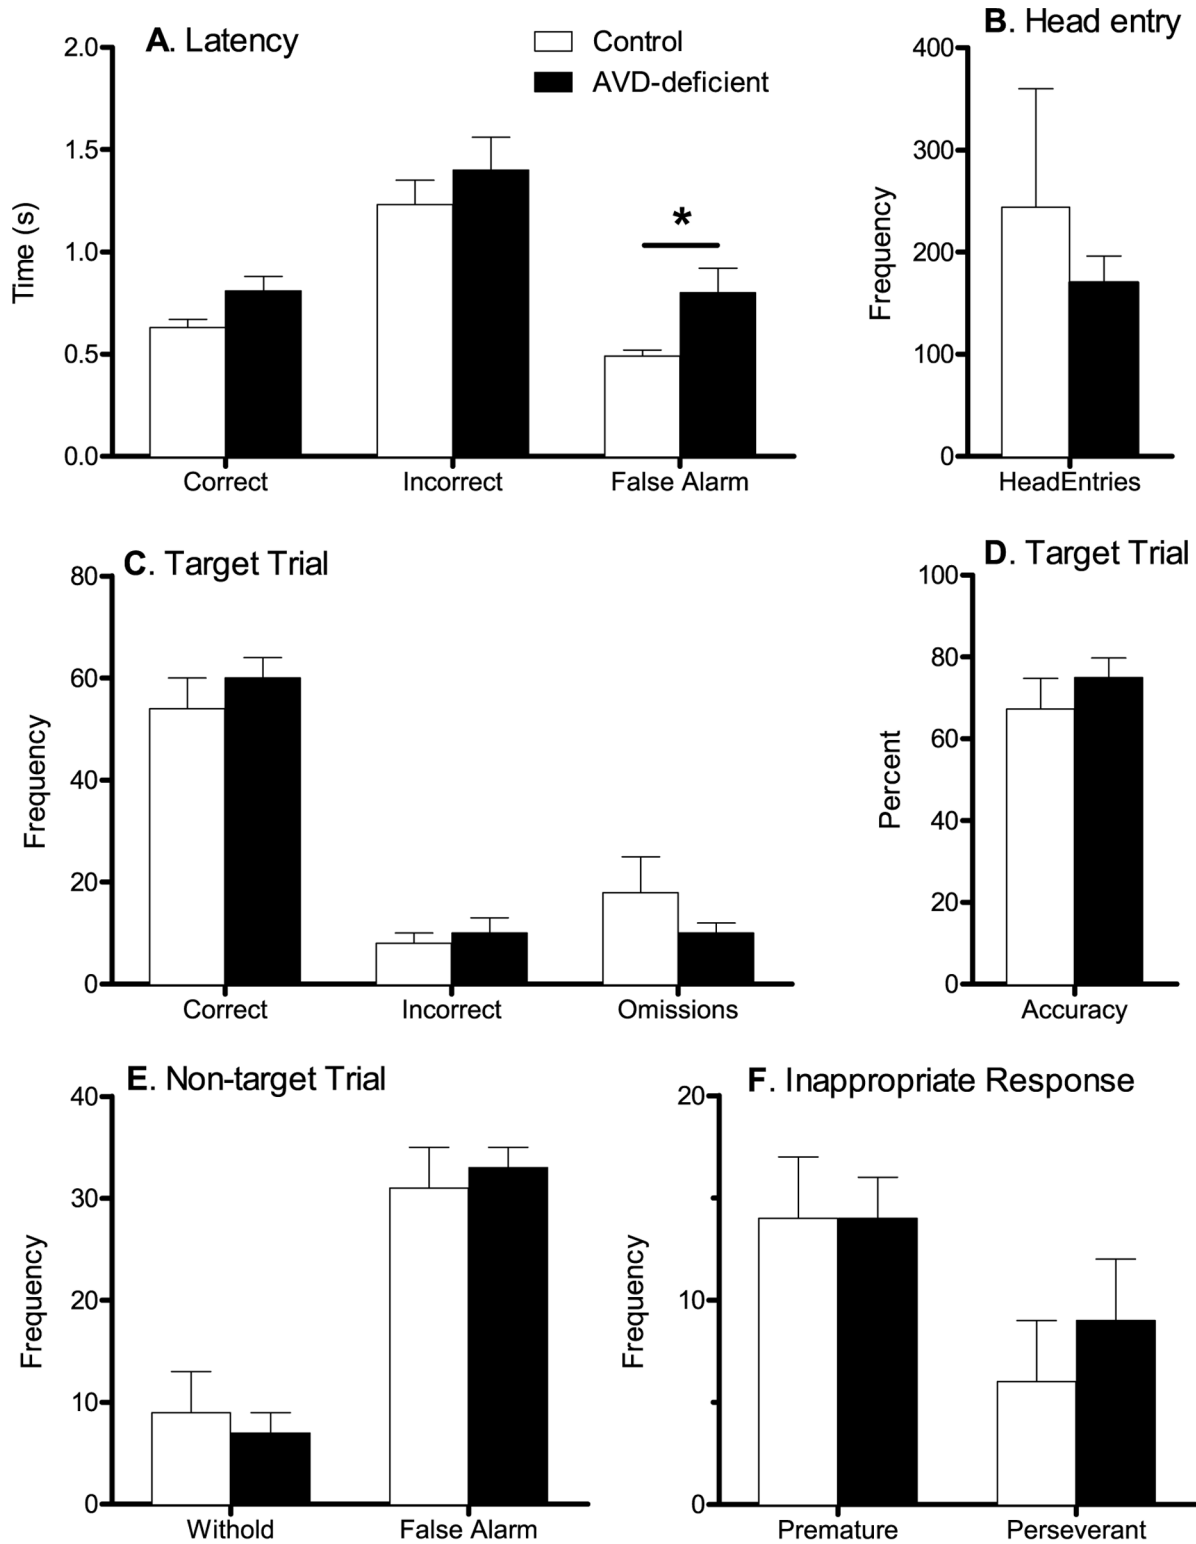 A. Latency
Control
AVD-deficient
2.0
1.5
1.0
0.5
0.0
Time (s)
*
Correct
Incorrect
False Alarm
B. Head entry
400
300
200
100
0
Frequency
HeadEntries
C. Target Trial
80
60
40
20
0
Frequency
Correct
Incorrect
Omissions
D. Target Trial
100
80
60
40
20
0
Percent
Accuracy
E. Non-target Trial
40
30
20
10
0
Frequency
Withold
False Alarm
F. Inappropriate Response
20
10
0
Frequency
Premature
Perseverant